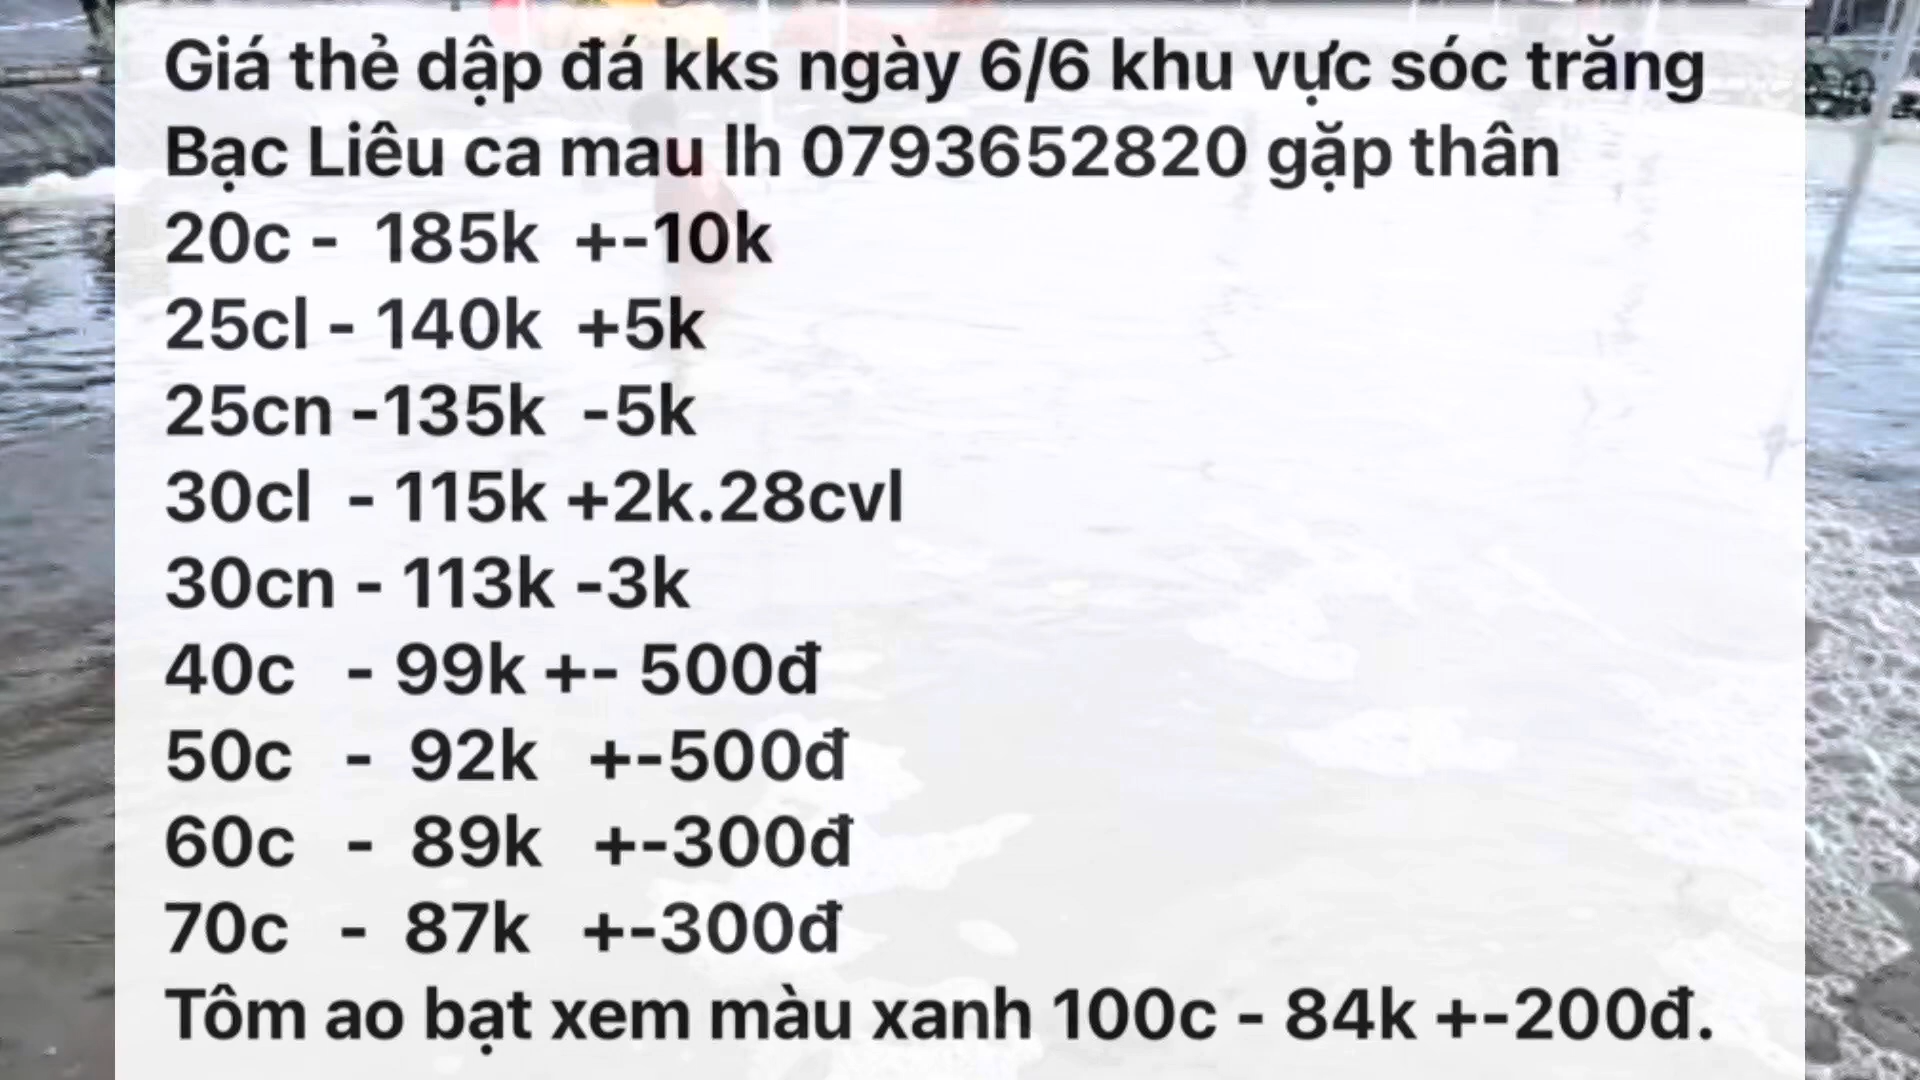 Giá thẻ dập đá kks ngày 6/6 khu vực sóc trăng
Bạc Liêu ca mau lh 0793652820 gặp thân
20c - 185k +-10k
25cl - 140k +5k
25cn -135k -5k
30cl - 115k +2k.28cvl
30cn - 113k -3k
40c - 99k +- 500đ
50c - 92k +-500đ
60c - 89k +-300đ
70c - 87k +-300đ
Tôm ao bạt xem màu xanh 100c - 84k +-200đ.